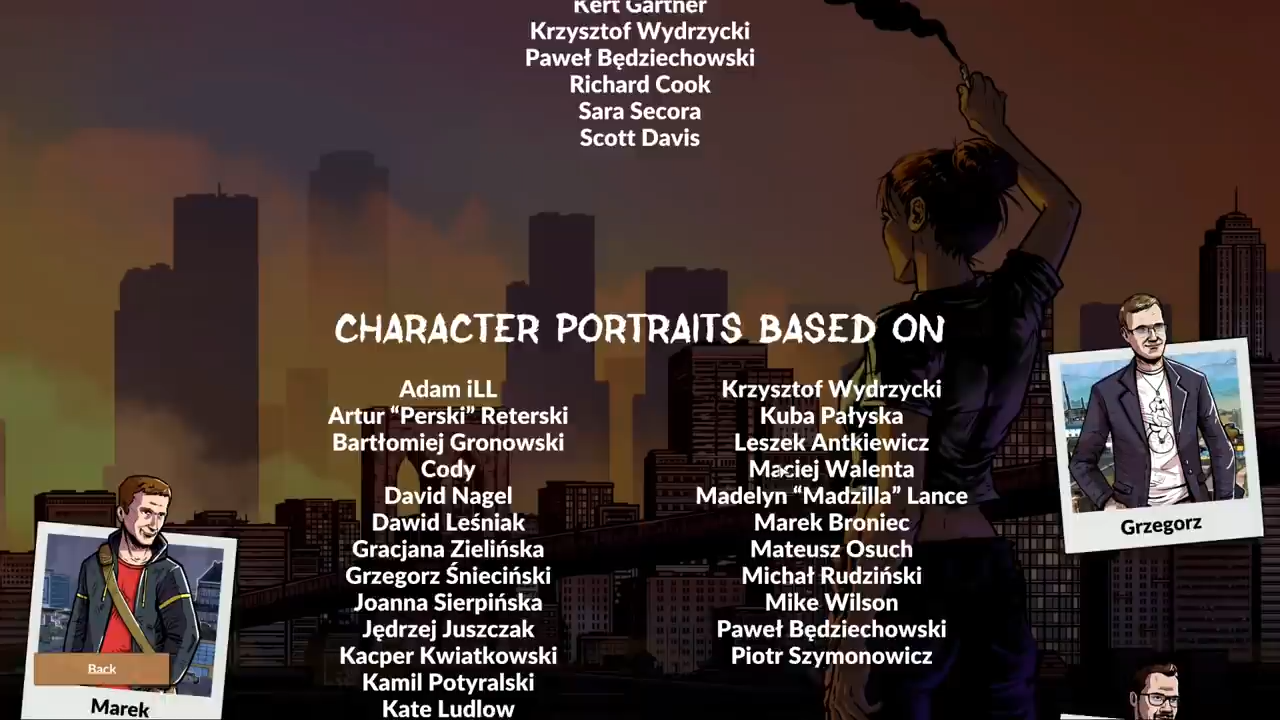 Kert Gartner
Krzysztof Wydrzycki
Paweł Będziechowski
Richard Cook
Sara Secora
Scott Davis
CHARACTER PORTRAITS BASED ON
Adam iLL
Artur “Perski” Reterski
Bartłomiej Gronowski
Cody
David Nagel
Dawid Leśniak
Gracjana Zielińska
Grzegorz Śnieciński
Joanna Sierpińska
Jędrzej Juszczak
Kacper Kwiatkowski
Kamil Potyralski
Kate Ludlow
Krzysztof Wydrzycki
Kuba Pałyska
Leszek Antkiewicz
Maciej Walenta
Madelyn “Madzilla” Lance
Marek Broniec
Mateusz Osuch
Michał Rudziński
Mike Wilson
Paweł Będziechowski
Piotr Szymonowicz
Grzegorz
Back
Marek